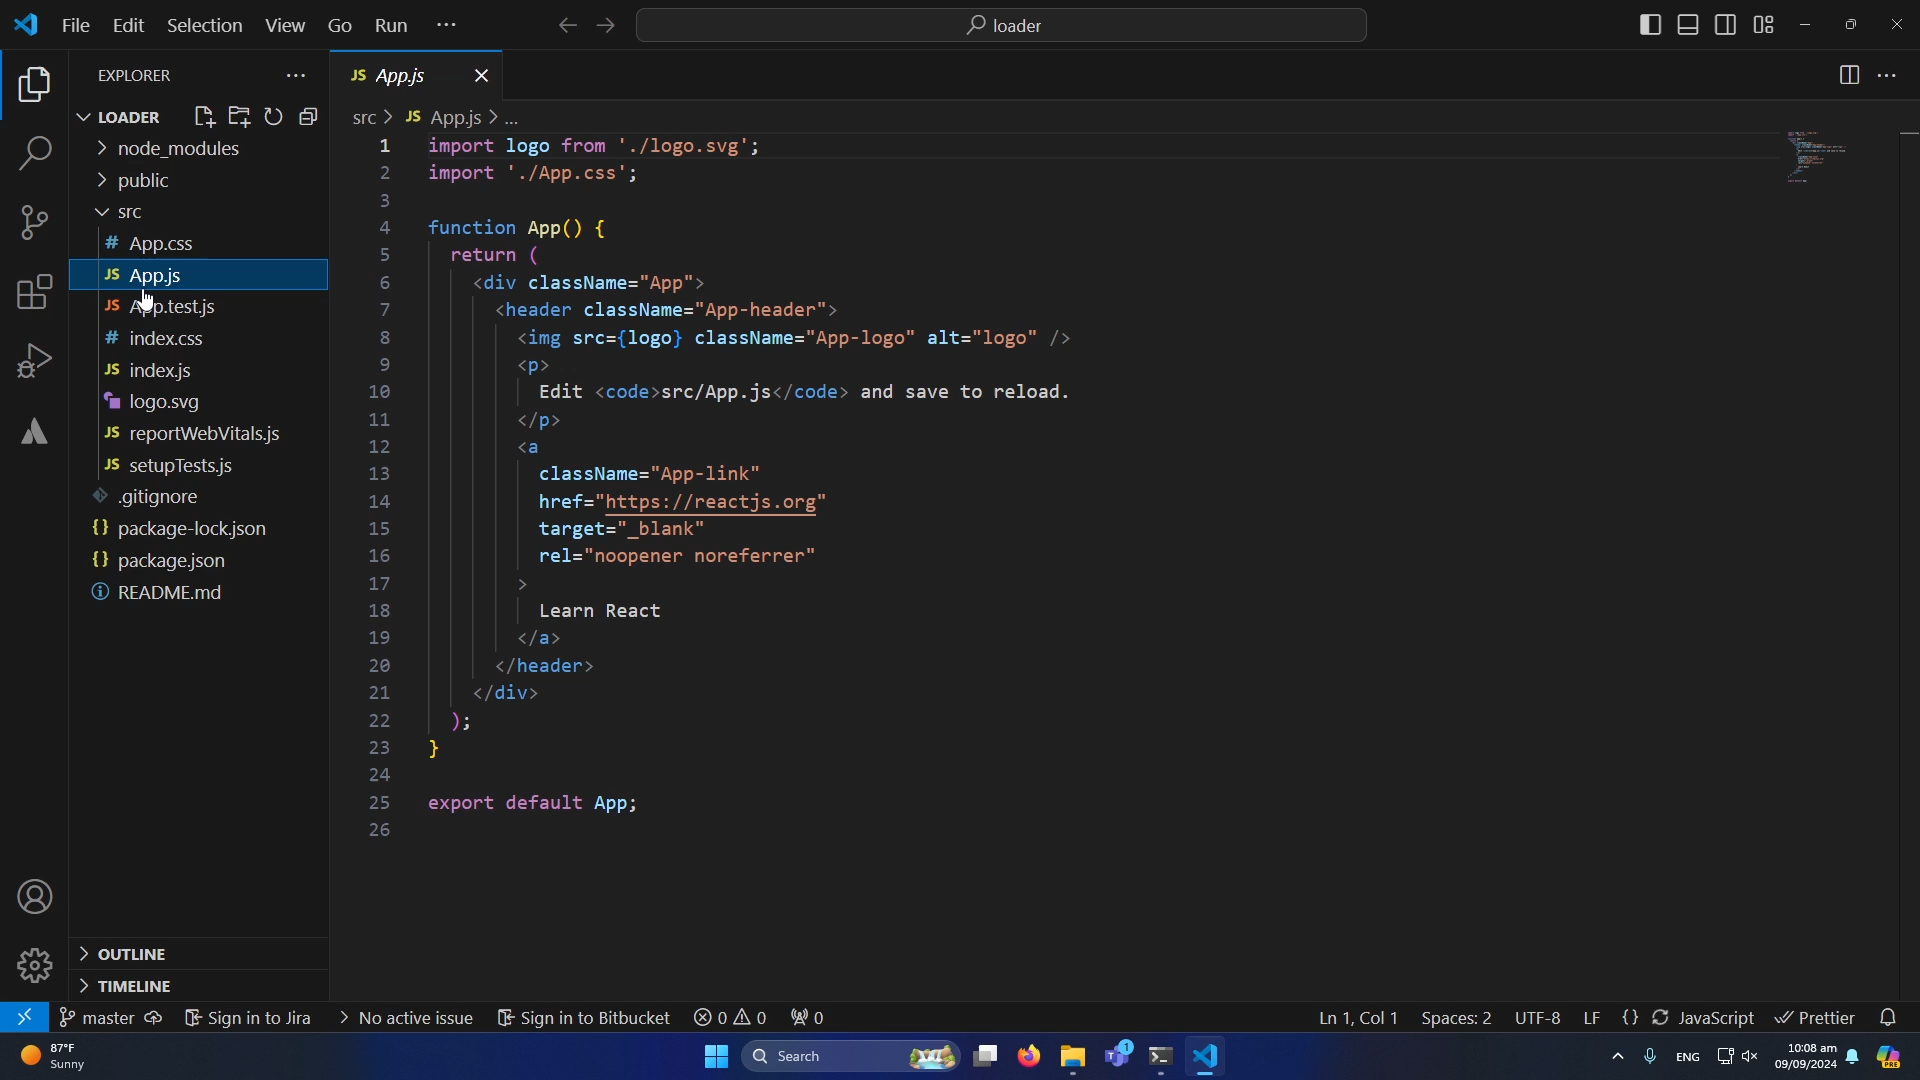 File Edit Selection View Go Run ···
loader
EXPLORER ···
JS App.js
LOADER
src > JS App.js > ...
node_modules
public
src
# App.css
JS App.js
JS App.test.js
# index.css
JS index.js
logo.svg
JS reportWebVitals.js
JS setupTests.js
.gitignore
{} package-lock.json
{} package.json
README.md
OUTLINE
TIMELINE
1 import logo from './logo.svg';
2 import './App.css';
3
4 function App() {
5 return (
6 <div className="App">
7 <header className="App-header">
8 <img src={logo} className="App-logo" alt="logo" />
9 <p>
10 Edit <code>src/App.js</code> and save to reload.
11 </p>
12 <a
13 className="App-link"
14 href="https://reactjs.org"
15 target="_blank"
16 rel="noopener noreferrer"
17 >
18 Learn React
19 </a>
20 </header>
21 </div>
22 );
23 }
24
25 export default App;
26
master Sign in to Jira > No active issue Sign in to Bitbucket 0 0 0 Ln 1, Col 1 Spaces: 2 UTF-8 LF {} JavaScript Prettier
87°F
Sunny
Search
1
ENG
10:08 am
09/09/2024
PRE